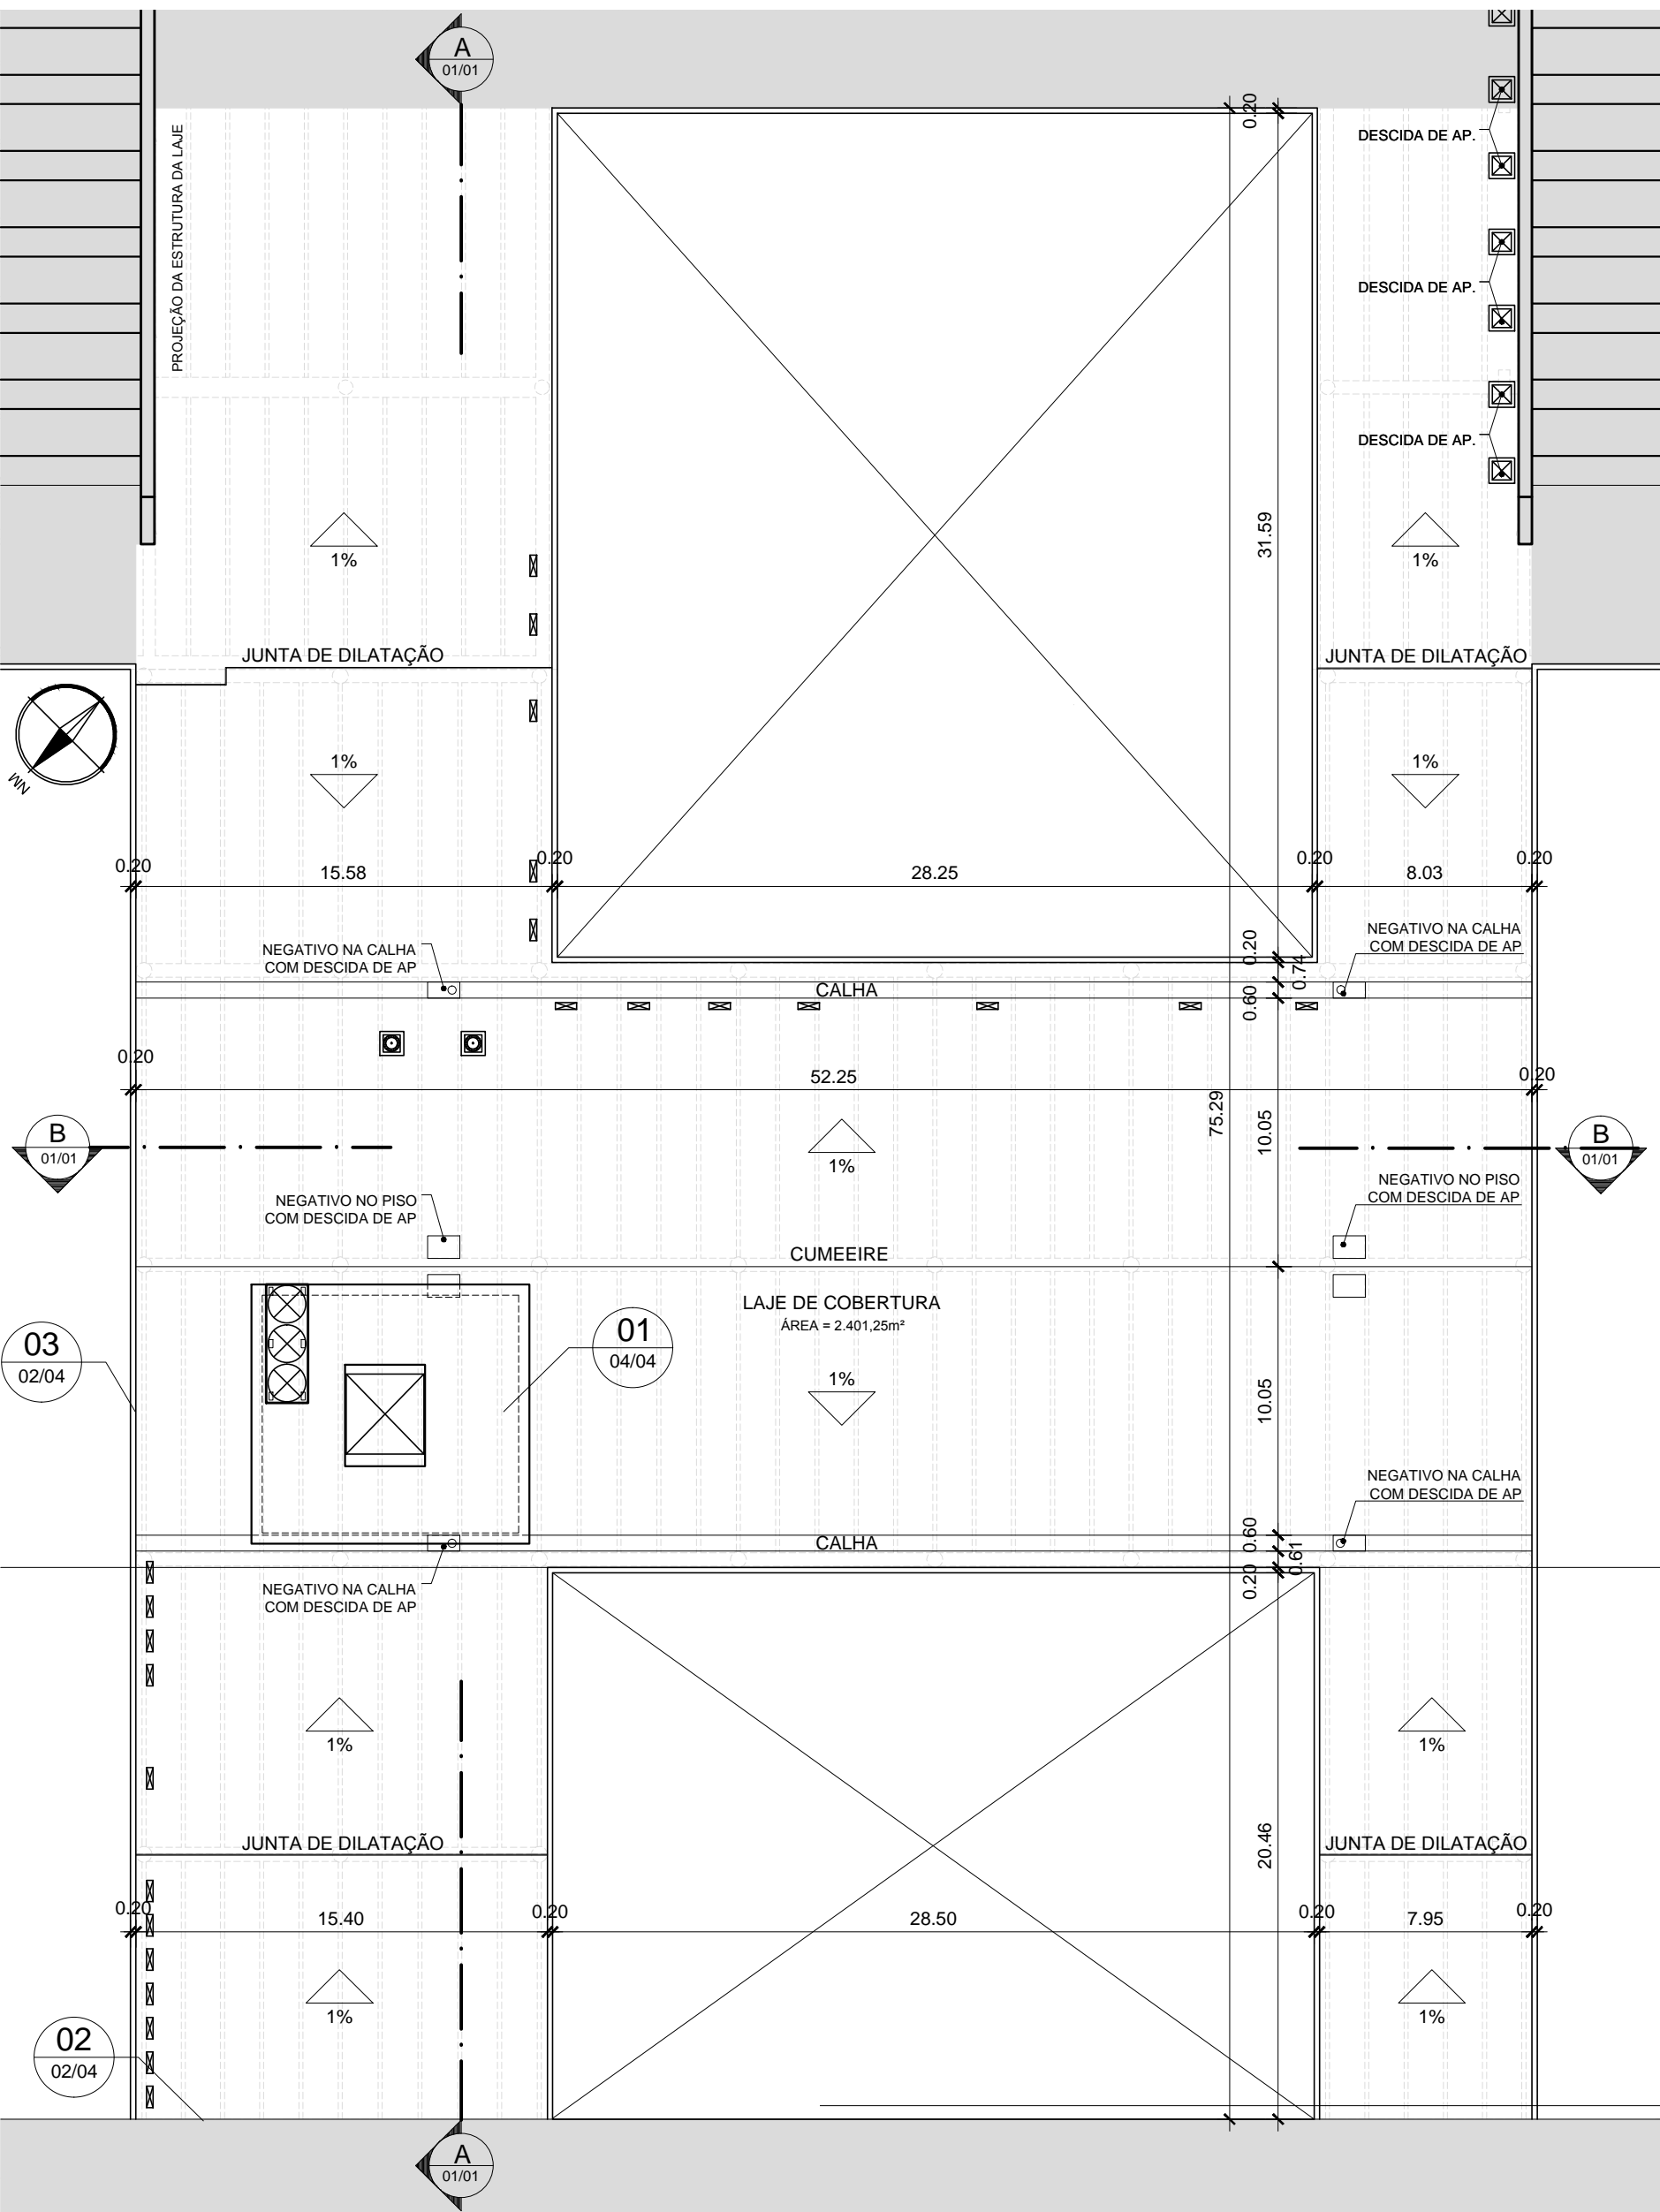 A
01/01
0.20
PROJEÇÃO DA ESTRUTURA DA LAJE
DESCIDA DE AP.
DESCIDA DE AP.
DESCIDA DE AP.
31.59
1%
1%
JUNTA DE DILATAÇÃO
JUNTA DE DILATAÇÃO
NM
1%
1%
0.20
15.58
0.20
28.25
0.20
8.03
0.20
NEGATIVO NA CALHA
COM DESCIDA DE AP
NEGATIVO NA CALHA
COM DESCIDA DE AP
0.20
0.74
CALHA
0.60
0.20
52.25
0.20
75.29
10.05
B
01/01
1%
B
01/01
NEGATIVO NO PISO
COM DESCIDA DE AP
NEGATIVO NO PISO
COM DESCIDA DE AP
CUMEEIRE
LAJE DE COBERTURA
ÁREA = 2.401,25m²
03
02/04
01
04/04
1%
10.05
NEGATIVO NA CALHA
COM DESCIDA DE AP
CALHA
0.60
0.61
0.20
NEGATIVO NA CALHA
COM DESCIDA DE AP
1%
1%
JUNTA DE DILATAÇÃO
JUNTA DE DILATAÇÃO
20.46
0.20
15.40
0.20
28.50
0.20
7.95
0.20
1%
1%
02
02/04
A
01/01